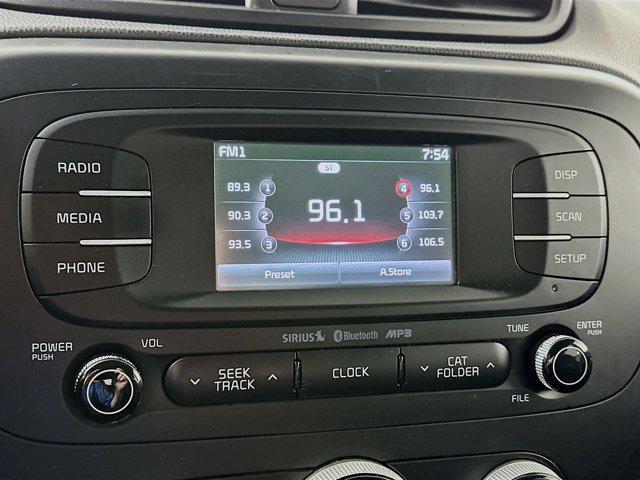 FM1 7:54
ST
89.3 1 4 96.1
90.3 2 96.1 5 103.7
93.5 3 6 106.5
Preset A.Store
RADIO
MEDIA
PHONE
DISP
SCAN
SETUP
SIRIUS Bluetooth MP3
POWER PUSH
VOL
SEEK TRACK
CLOCK
CAT FOLDER
TUNE
FILE
ENTER PUSH